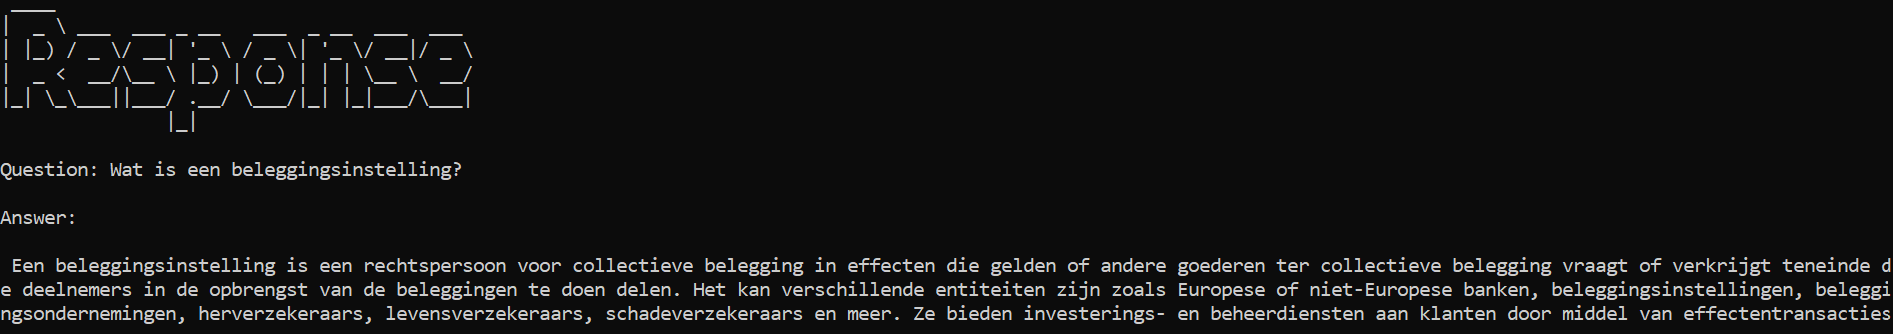 Response
Question: Wat is een beleggingsinstelling?
Answer:
Een beleggingsinstelling is een rechtspersoon voor collectieve belegging in effecten die gelden of andere goederen ter collectieve belegging vraagt of verkrijgt teneinde d
e deelnemers in de opbrengst van de beleggingen te doen delen. Het kan verschillende entiteiten zijn zoals Europese of niet-Europese banken, beleggingsinstellingen, beleggi
ngsondernemingen, herverzekeraars, levensverzekeraars, schadeverzekeraars en meer. Ze bieden investerings- en beheerdiensten aan klanten door middel van effectentransacties